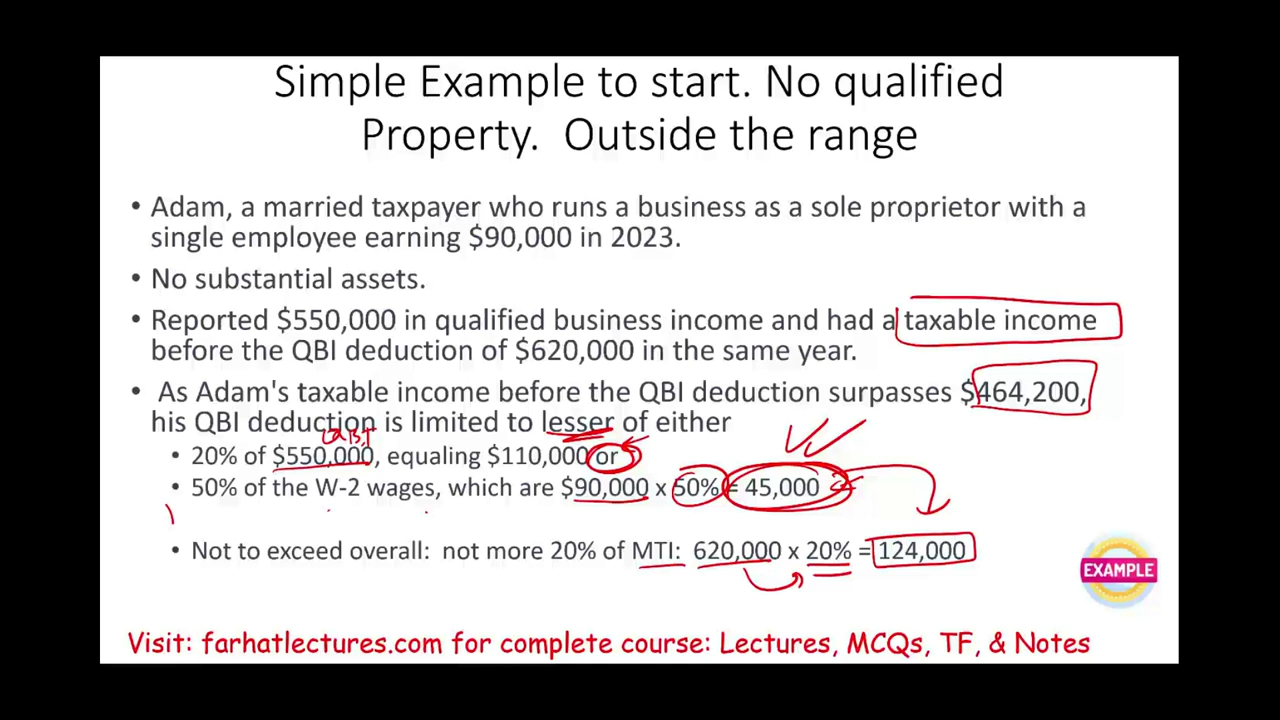 Simple Example to start. No qualified
Property. Outside the range
• Adam, a married taxpayer who runs a business as a sole proprietor with a
single employee earning $90,000 in 2023.
• No substantial assets.
• Reported $550,000 in qualified business income and had a taxable income
before the QBI deduction of $620,000 in the same year.
• As Adam's taxable income before the QBI deduction surpasses $464,200,
his QBI deduction is limited to lesser of either
QBI
• 20% of $550,000, equaling $110,000 or
• 50% of the W-2 wages, which are $90,000 x 50% = 45,000
• Not to exceed overall: not more 20% of MTI: 620,000 x 20% = 124,000
EXAMPLE
Visit: farhatlectures.com for complete course: Lectures, MCQs, TF, & Notes